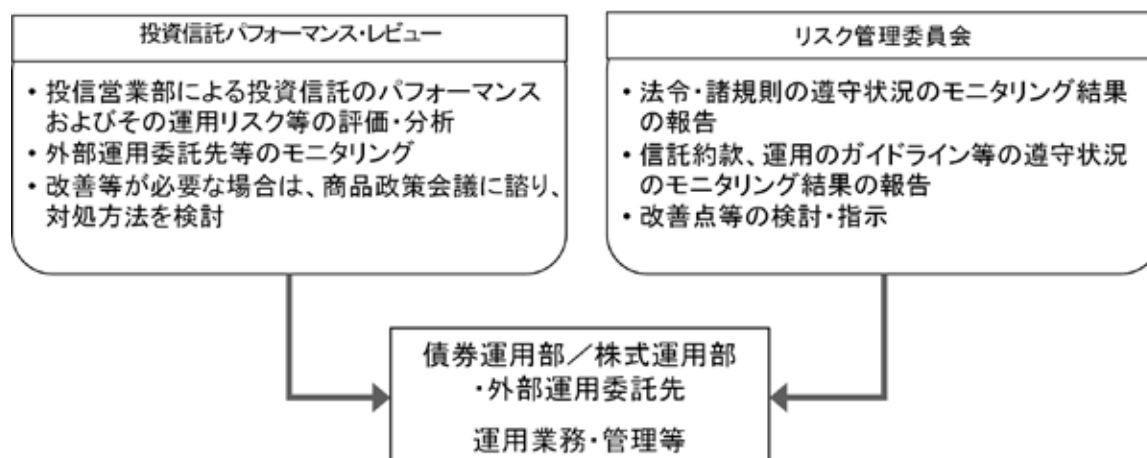 投資信託パフォーマンス・レビュー
・投信営業部による投資信託のパフォーマンス
およびその運用リスク等の評価・分析
・外部運用委託先等のモニタリング
・改善等が必要な場合は、商品政策会議に諮り、
対処方法を検討
リスク管理委員会
・法令・諸規則の遵守状況のモニタリング結果
の報告
・信託約款、運用のガイドライン等の遵守状況
のモニタリング結果の報告
・改善点等の検討・指示
債券運用部／株式運用部
・外部運用委託先
運用業務・管理等